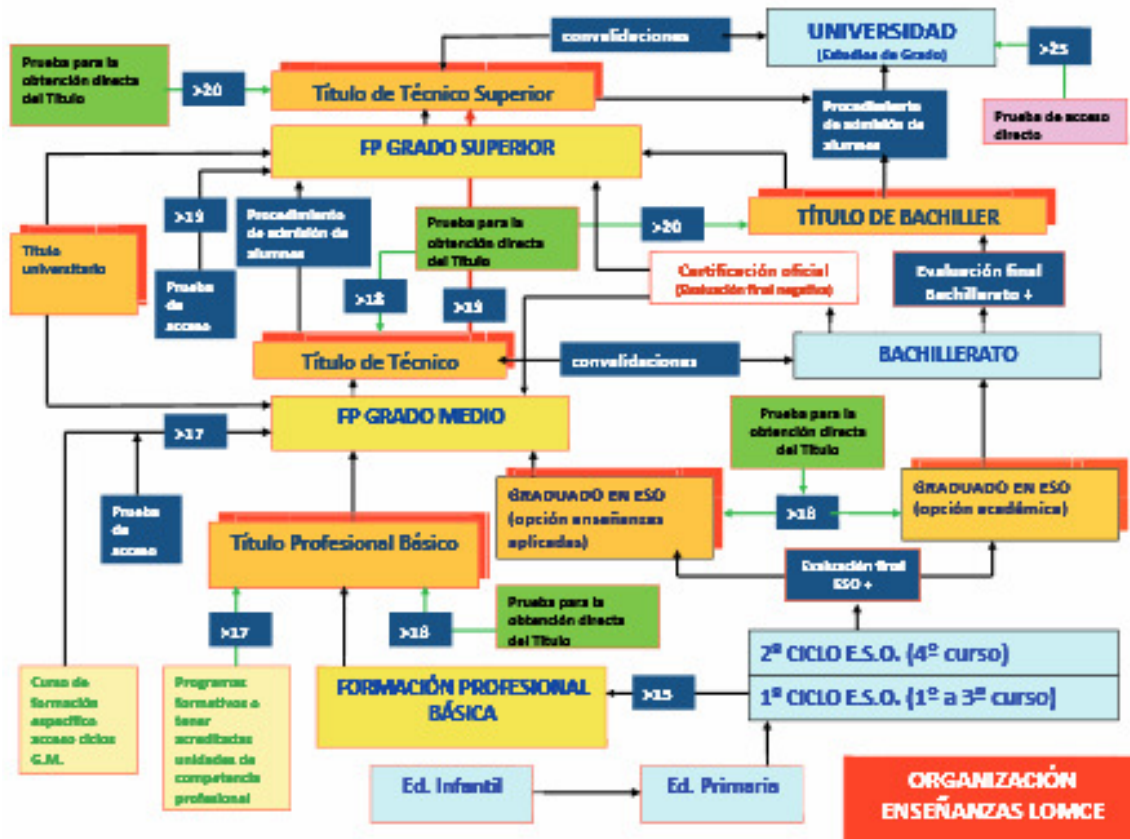 convalidaciones
UNIVERSIDAD
(Estudios de Grado)
>25
Prueba para la
obtención directa
del Título
>20
Título de Técnico Superior
Procedimiento
de admisión de
alumnos
Prueba de acceso
directo
FP GRADO SUPERIOR
>19
Procedimiento
de admisión de
alumnos
Prueba para la
obtención directa
del Título
>20
TÍTULO DE BACHILLER
Título
universitario
Prueba
de
acceso
>18
>19
Certificación oficial
(Evaluación final negativa)
Evaluación final
Bachillerato +
Título de Técnico
convalidaciones
BACHILLERATO
FP GRADO MEDIO
>17
Prueba para la
obtención directa
del Título
Prueba
de
acceso
GRADUADO EN ESO
(opción enseñanzas
aplicadas)
>18
GRADUADO EN ESO
(opción académica)
Título Profesional Básico
Evaluación final
ESO +
>17
>18
Prueba para la
obtención directa
del Título
2º CICLO E.S.O. (4º curso)
Curso de
formación
específico
acceso ciclos
G.M.
Programas
formativos o
tener
acreditadas
unidades de
competencia
profesional
FORMACIÓN PROFESIONAL
BÁSICA
>15
1º CICLO E.S.O. (1º a 3º curso)
Ed. Infantil
Ed. Primaria
ORGANIZACIÓN
ENSEÑANZAS LOMCE